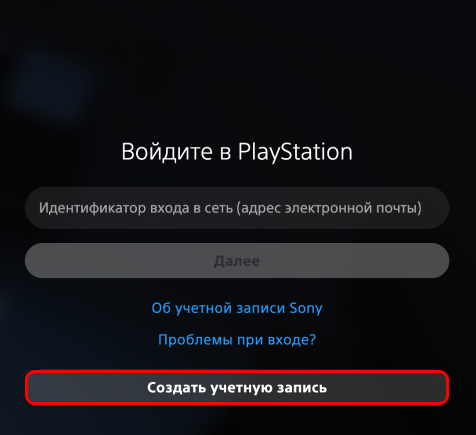 Войдите в PlayStation
Идентификатор входа в сеть (адрес электронной почты)
Далее
Об учетной записи Sony
Проблемы при входе?
Создать учетную запись